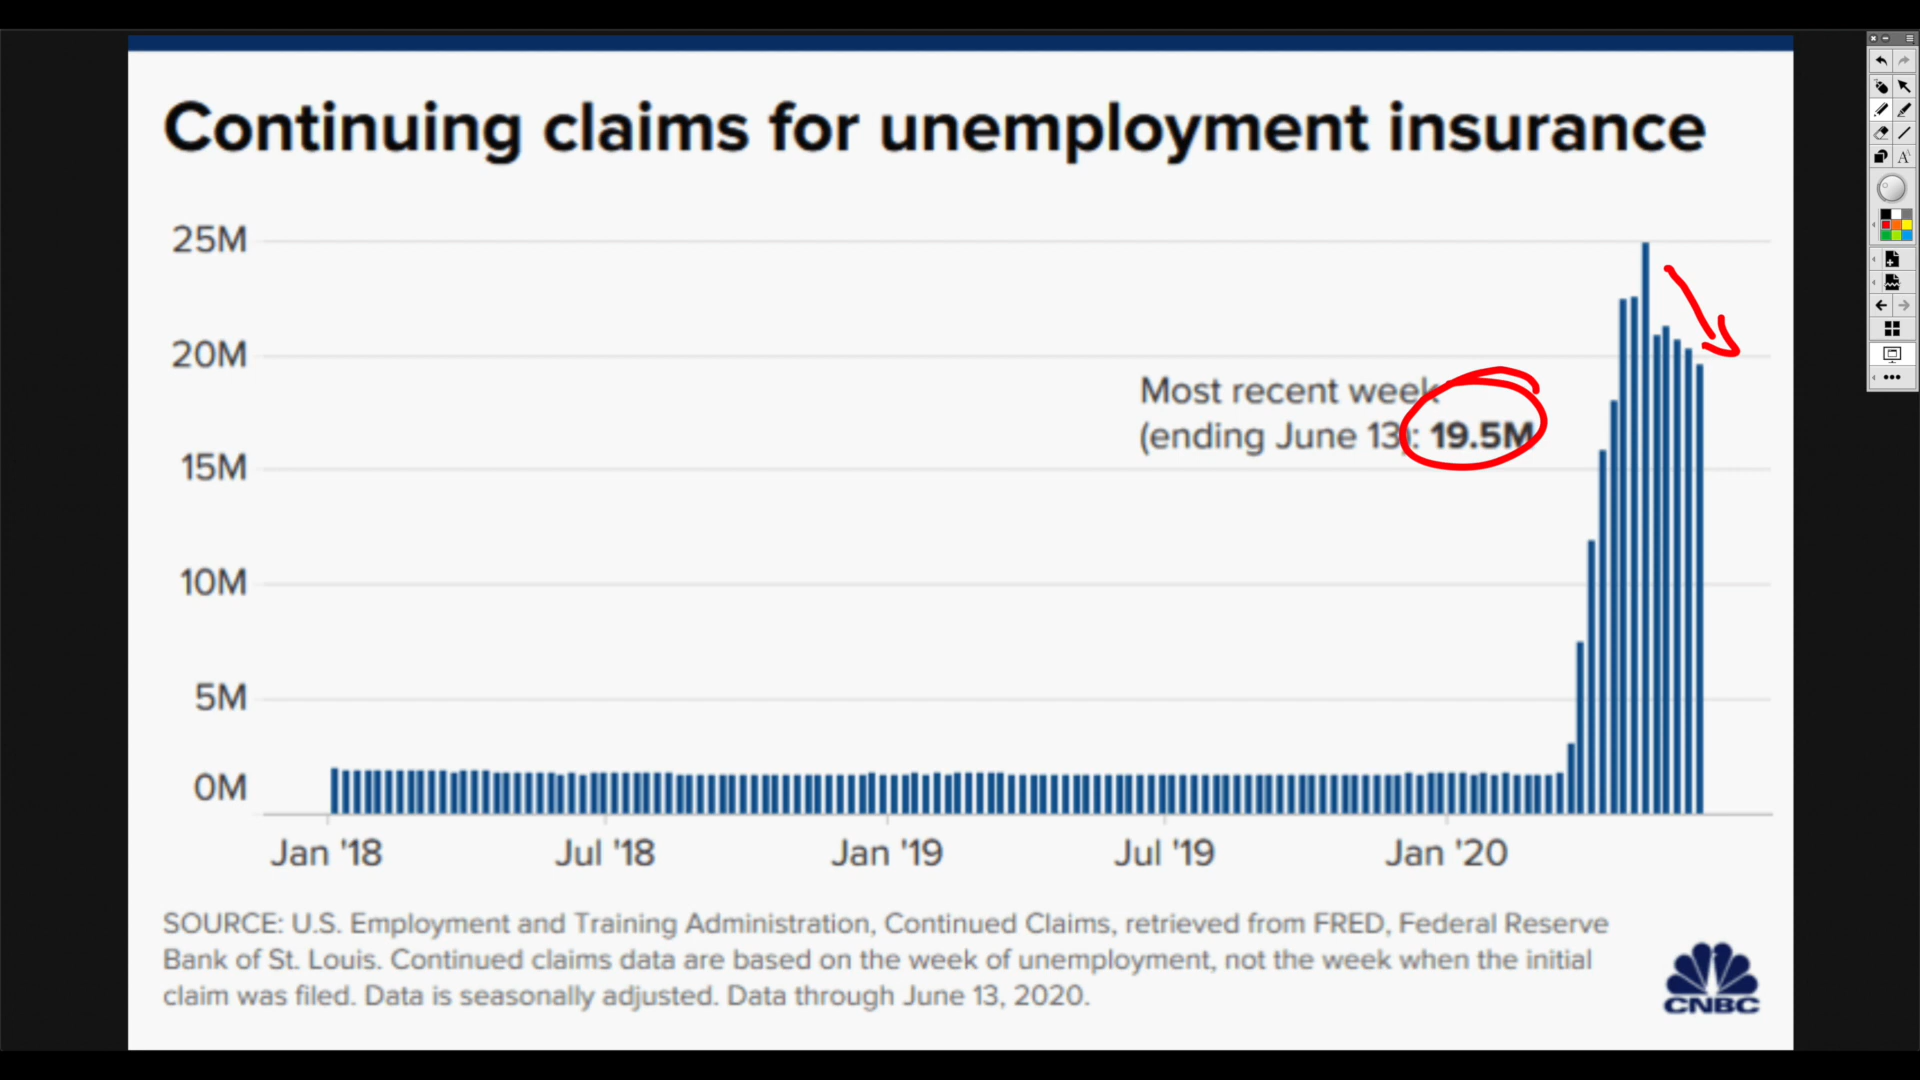 Continuing claims for unemployment insurance
25M
20M
Most recent week
(ending June 13): 19.5M
15M
10M
5M
0M
Jan '18 Jul '18 Jan '19 Jul '19 Jan '20
SOURCE: U.S. Employment and Training Administration, Continued Claims, retrieved from FRED, Federal Reserve
Bank of St. Louis. Continued claims data are based on the week of unemployment, not the week when the initial
claim was filed. Data is seasonally adjusted. Data through June 13, 2020.
CNBC